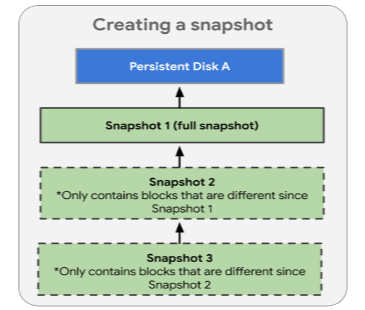 Creating a snapshot
Persistent Disk A
Snapshot 1 (full snapshot)
Snapshot 2
*Only contains blocks that are different since
Snapshot 1
Snapshot 3
*Only contains blocks that are different since
Snapshot 2